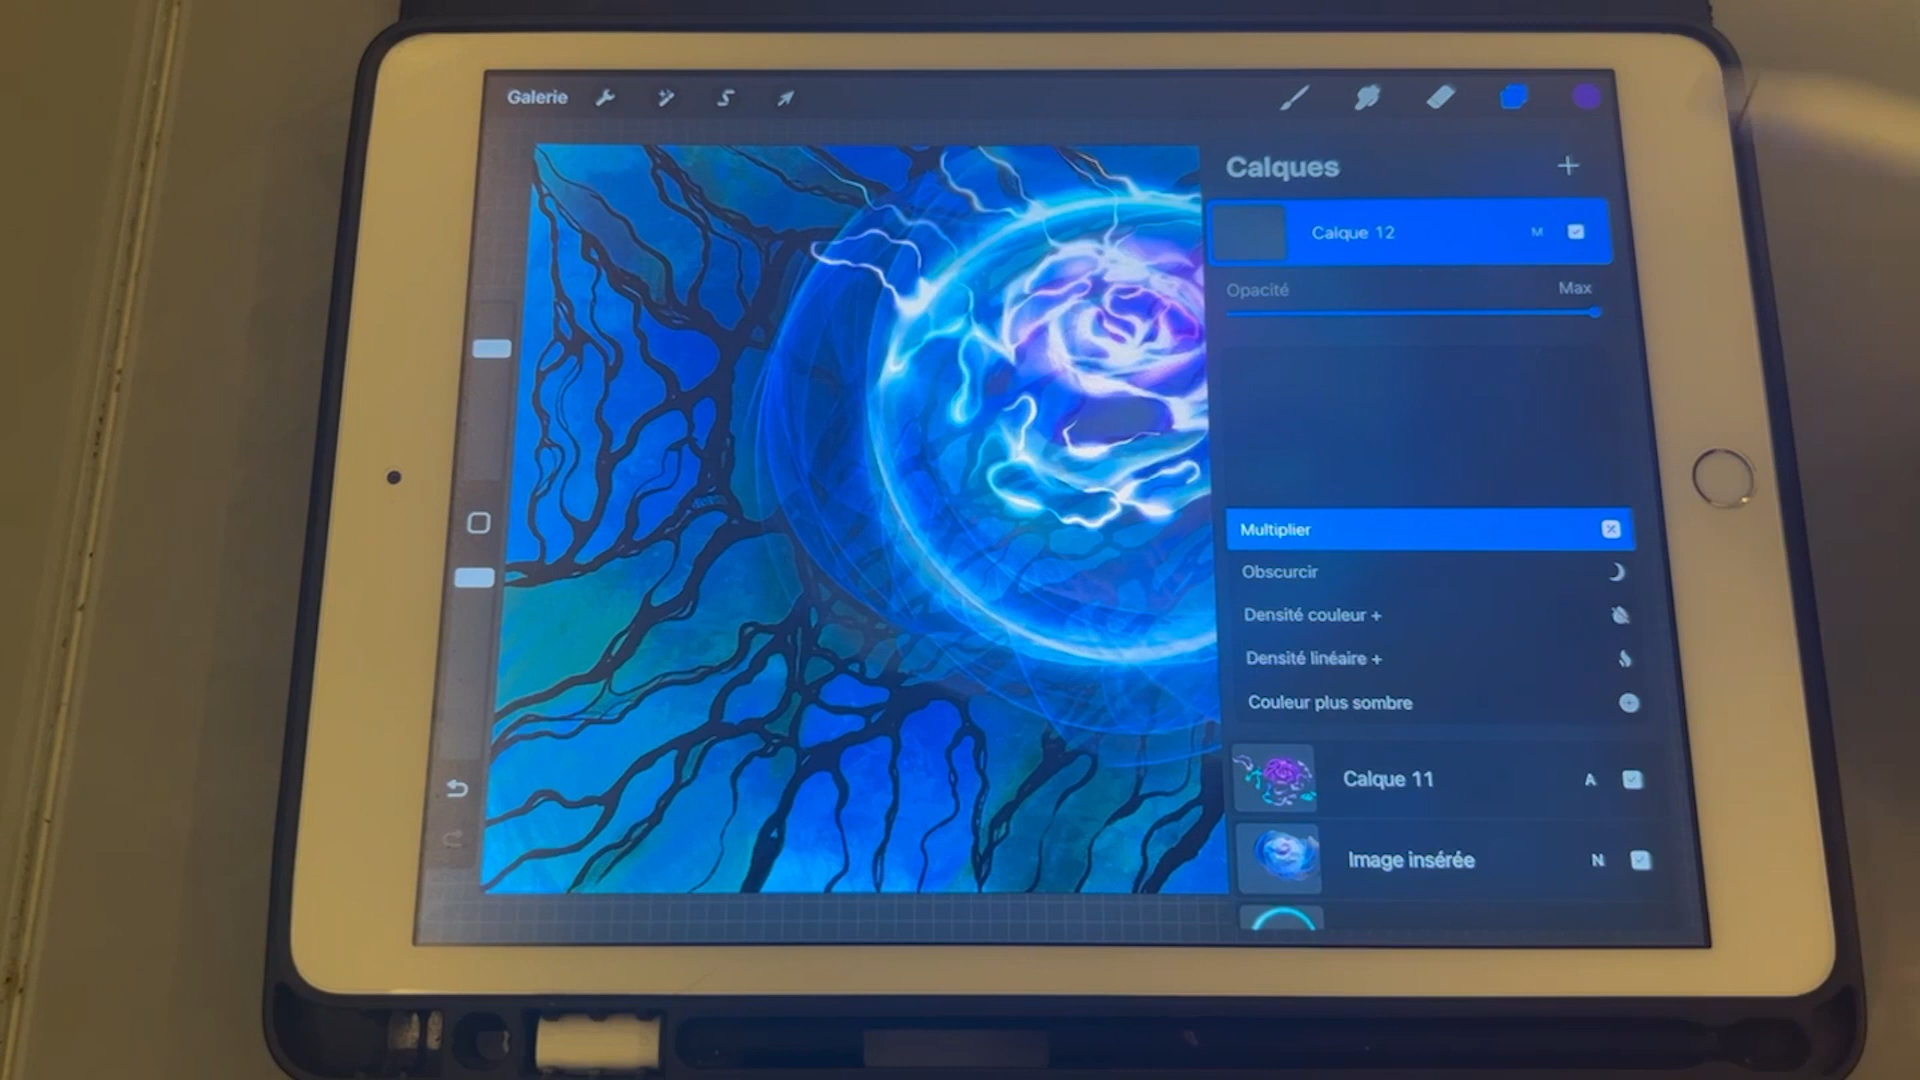 Galerie
Calques
Calque 12 M
Opacité Max
Multiplier
Obscurcir
Densité couleur +
Densité linéaire +
Couleur plus sombre
Calque 11 A
Image insérée N